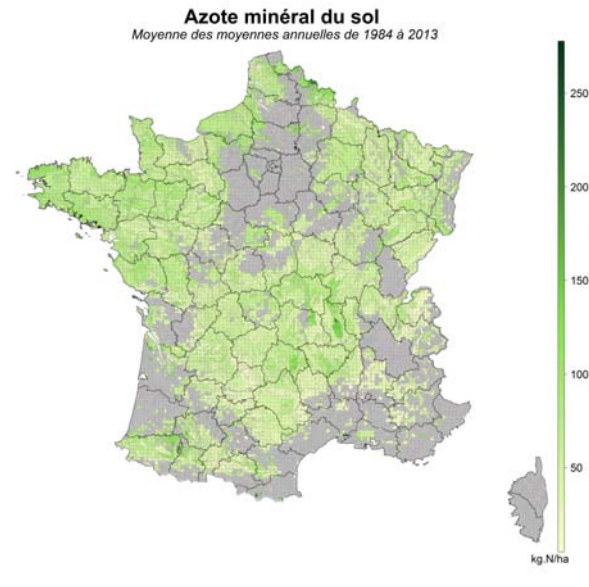 Azote minéral du sol
Moyenne des moyennes annuelles de 1984 à 2013
250
200
150
100
50
kg.N/ha